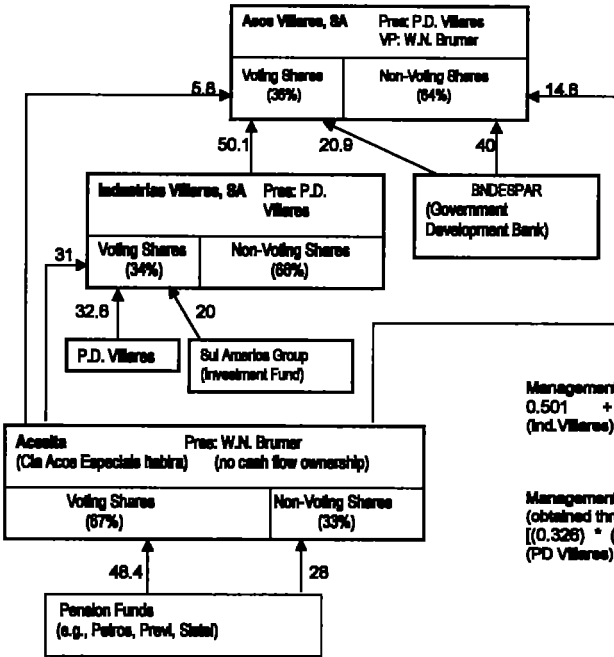 Acos Villares, SA Pres: P.D. Villares
VP: W.N. Brumer
Voting Shares
(36%)
Non-Voting Shares
(64%)
5.8
14.8
50.1
20.9
40
Industrias Villares, SA Pres: P.D.
Villares
BNDESPAR
(Government
Development Bank)
Voting Shares
(34%)
Non-Voting Shares
(66%)
31
32.6
20
P.D. Villares
Sul America Group
(Investment Fund)
Management
0.501 +
(Ind. Villares)
Acesita Pres: W.N. Brumer
(Cia Acos Especiais Itabira) (no cash flow ownership)
Voting Shares
(67%)
Non-Voting Shares
(33%)
Management
(obtained thr
[(0.326) * (
(PD Villares)
48.4
28
Pension Funds
(e.g., Petros, Previ, Sistel)